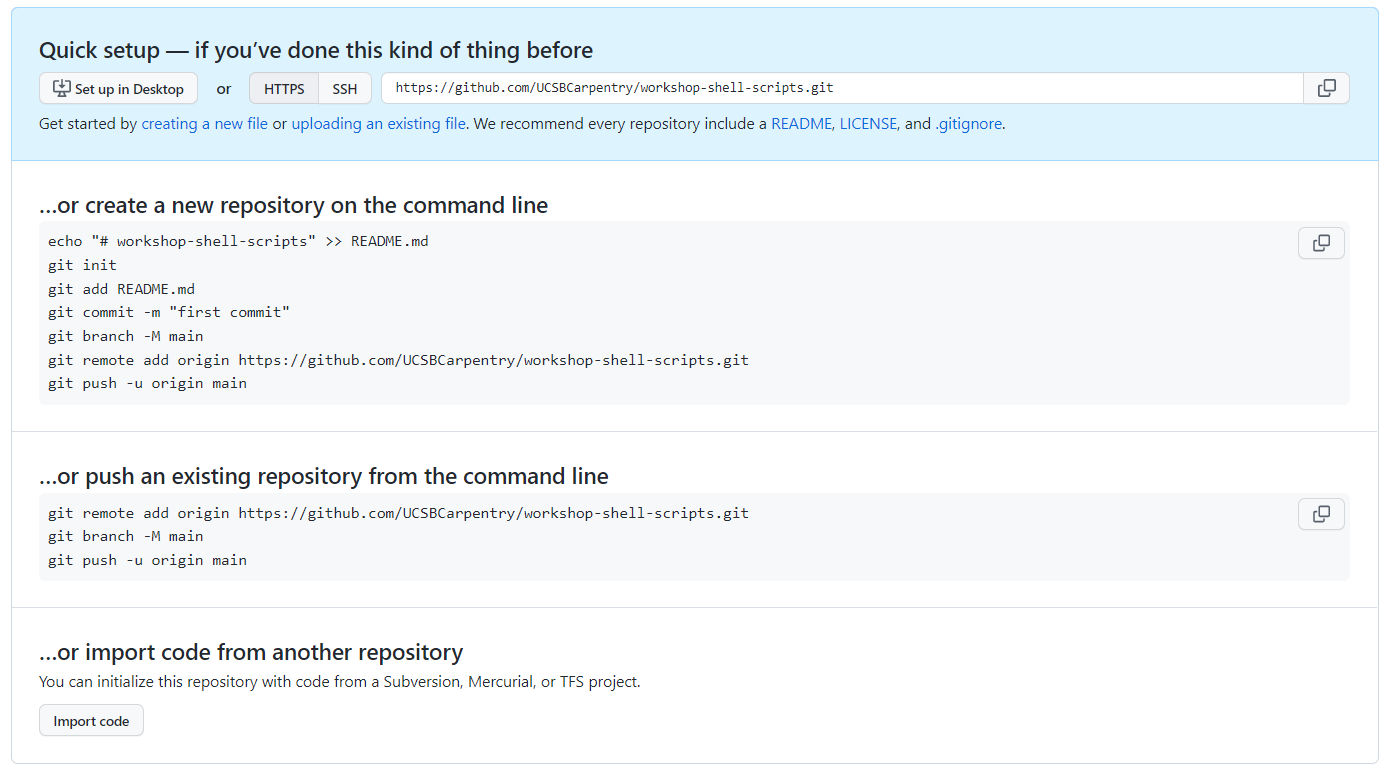 Quick setup — if you’ve done this kind of thing before
Set up in Desktop or HTTPS SSH https://github.com/UCSBCarpentry/workshop-shell-scripts.git
Get started by creating a new file or uploading an existing file. We recommend every repository include a README, LICENSE, and .gitignore.
…or create a new repository on the command line
echo "# workshop-shell-scripts" >> README.md
git init
git add README.md
git commit -m "first commit"
git branch -M main
git remote add origin https://github.com/UCSBCarpentry/workshop-shell-scripts.git
git push -u origin main
…or push an existing repository from the command line
git remote add origin https://github.com/UCSBCarpentry/workshop-shell-scripts.git
git branch -M main
git push -u origin main
…or import code from another repository
You can initialize this repository with code from a Subversion, Mercurial, or TFS project.
Import code